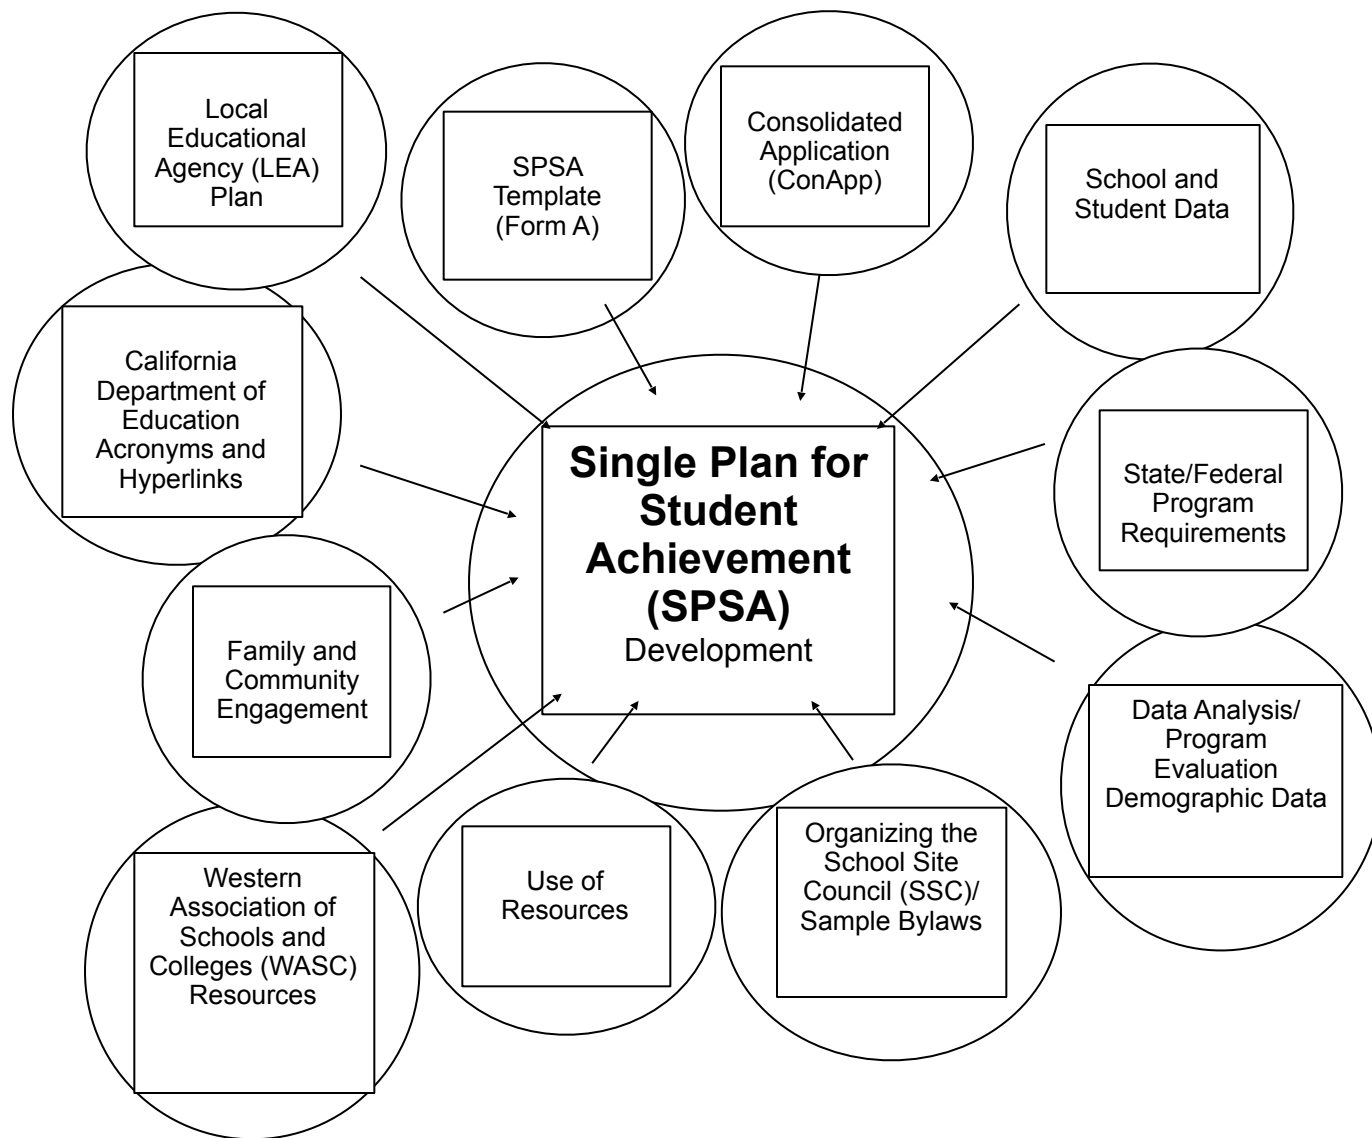 Local
Educational
Agency (LEA)
Plan
SPSA
Template
(Form A)
Consolidated
Application
(ConApp)
School and
Student Data
California
Department of
Education
Acronyms and
Hyperlinks
Single Plan for
Student
Achievement
(SPSA)
Development
State/Federal
Program
Requirements
Family and
Community
Engagement
Data Analysis/
Program
Evaluation
Demographic Data
Western
Association of
Schools and
Colleges (WASC)
Resources
Use of
Resources
Organizing the
School Site
Council (SSC)/
Sample Bylaws